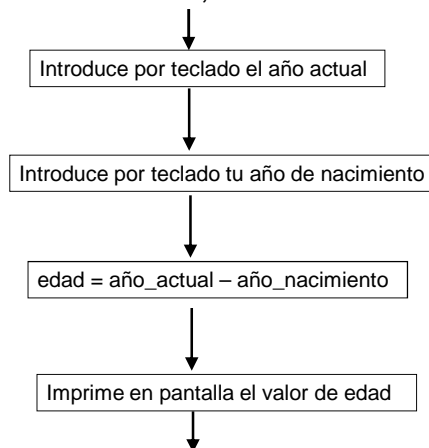 Introduce por teclado el año actual
Introduce por teclado tu año de nacimiento
edad = año_actual – año_nacimiento
Imprime en pantalla el valor de edad